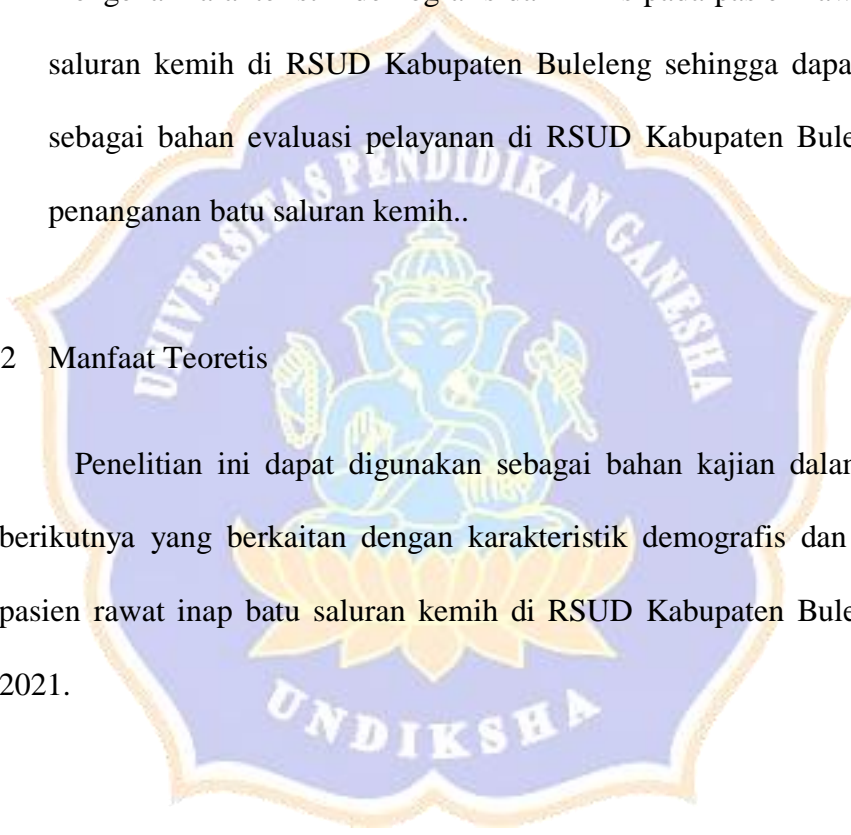 saluran kemih di RSUD Kabupaten Buleleng sehingga dapa
sebagai bahan evaluasi pelayanan di RSUD Kabupaten Bule
penanganan batu saluran kemih..
UNIVERSITAS PENDIDIKAN GANESHA
2 Manfaat Teoretis
Penelitian ini dapat digunakan sebagai bahan kajian dalam
berikutnya yang berkaitan dengan karakteristik demografis dan
pasien rawat inap batu saluran kemih di RSUD Kabupaten Bule
2021.
UNDIKSHA